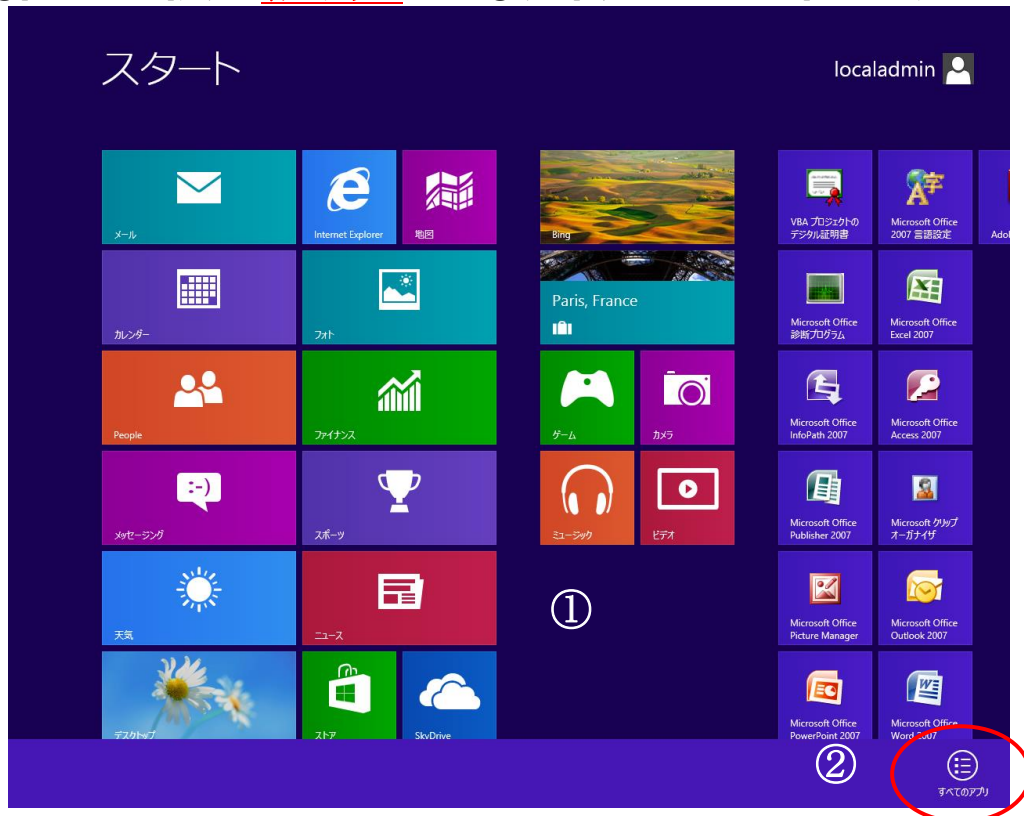 スタート
localadmin
メール
Internet Explorer
地図
カレンダー
フォト
People
ファイナンス
メッセージング
スポーツ
天気
ニュース
デスクトップ
ストア
SkyDrive
Bing
Paris, France
ゲーム
カメラ
ミュージック
ビデオ
①
VBA プロジェクトの
デジタル証明書
Microsoft Office
2007 言語設定
Microsoft Office
診断プログラム
Microsoft Office
Excel 2007
Microsoft Office
InfoPath 2007
Microsoft Office
Access 2007
Microsoft Office
Publisher 2007
Microsoft クリップ
オーガナイザ
Microsoft Office
Picture Manager
Microsoft Office
Outlook 2007
Microsoft Office
PowerPoint 2007
Microsoft Office
Word 2007
②
すべてのアプリ